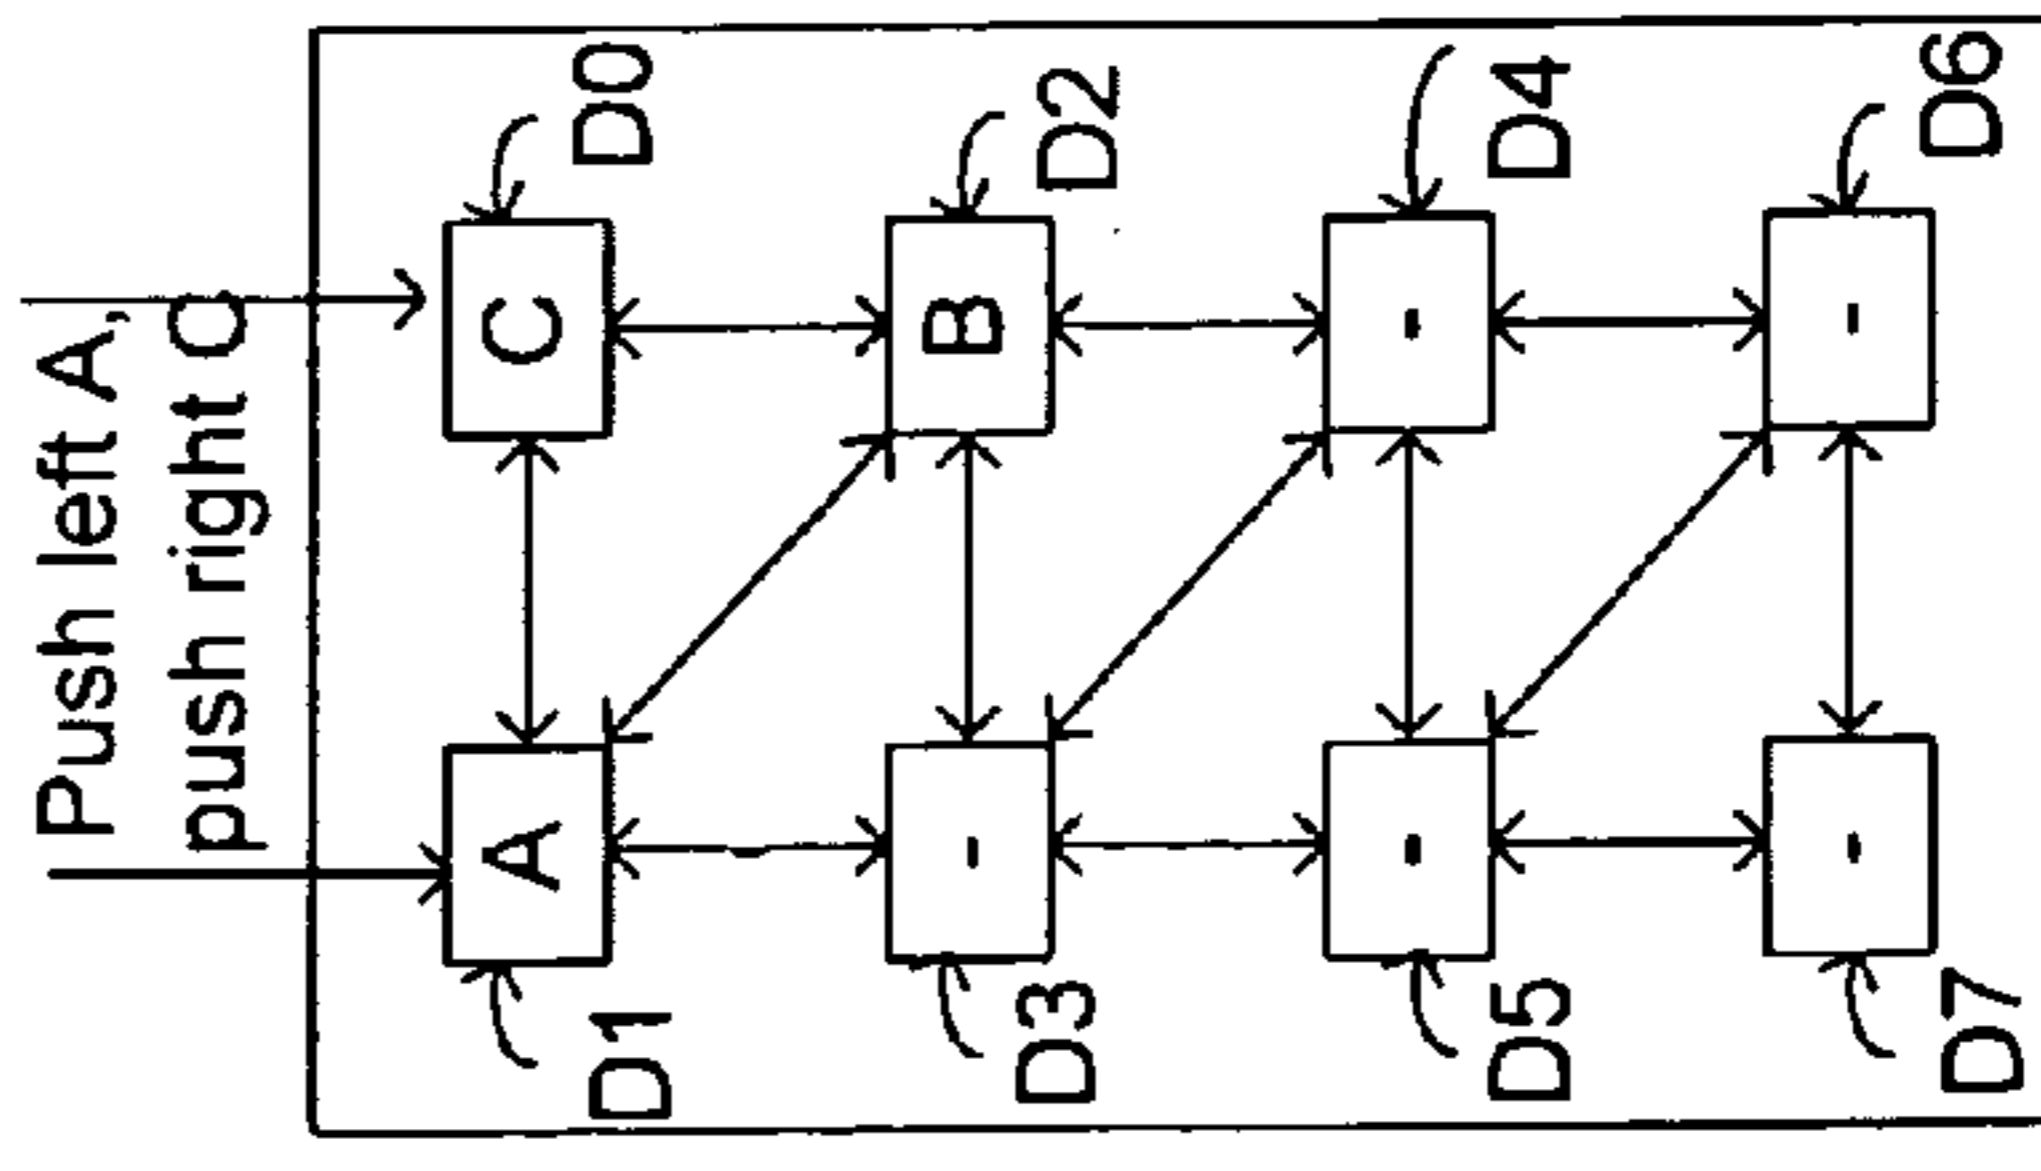 Push left A,
push right C
A C
D1 D0
- B
D3 D2
- -
D5 D4
- -
D7 D6